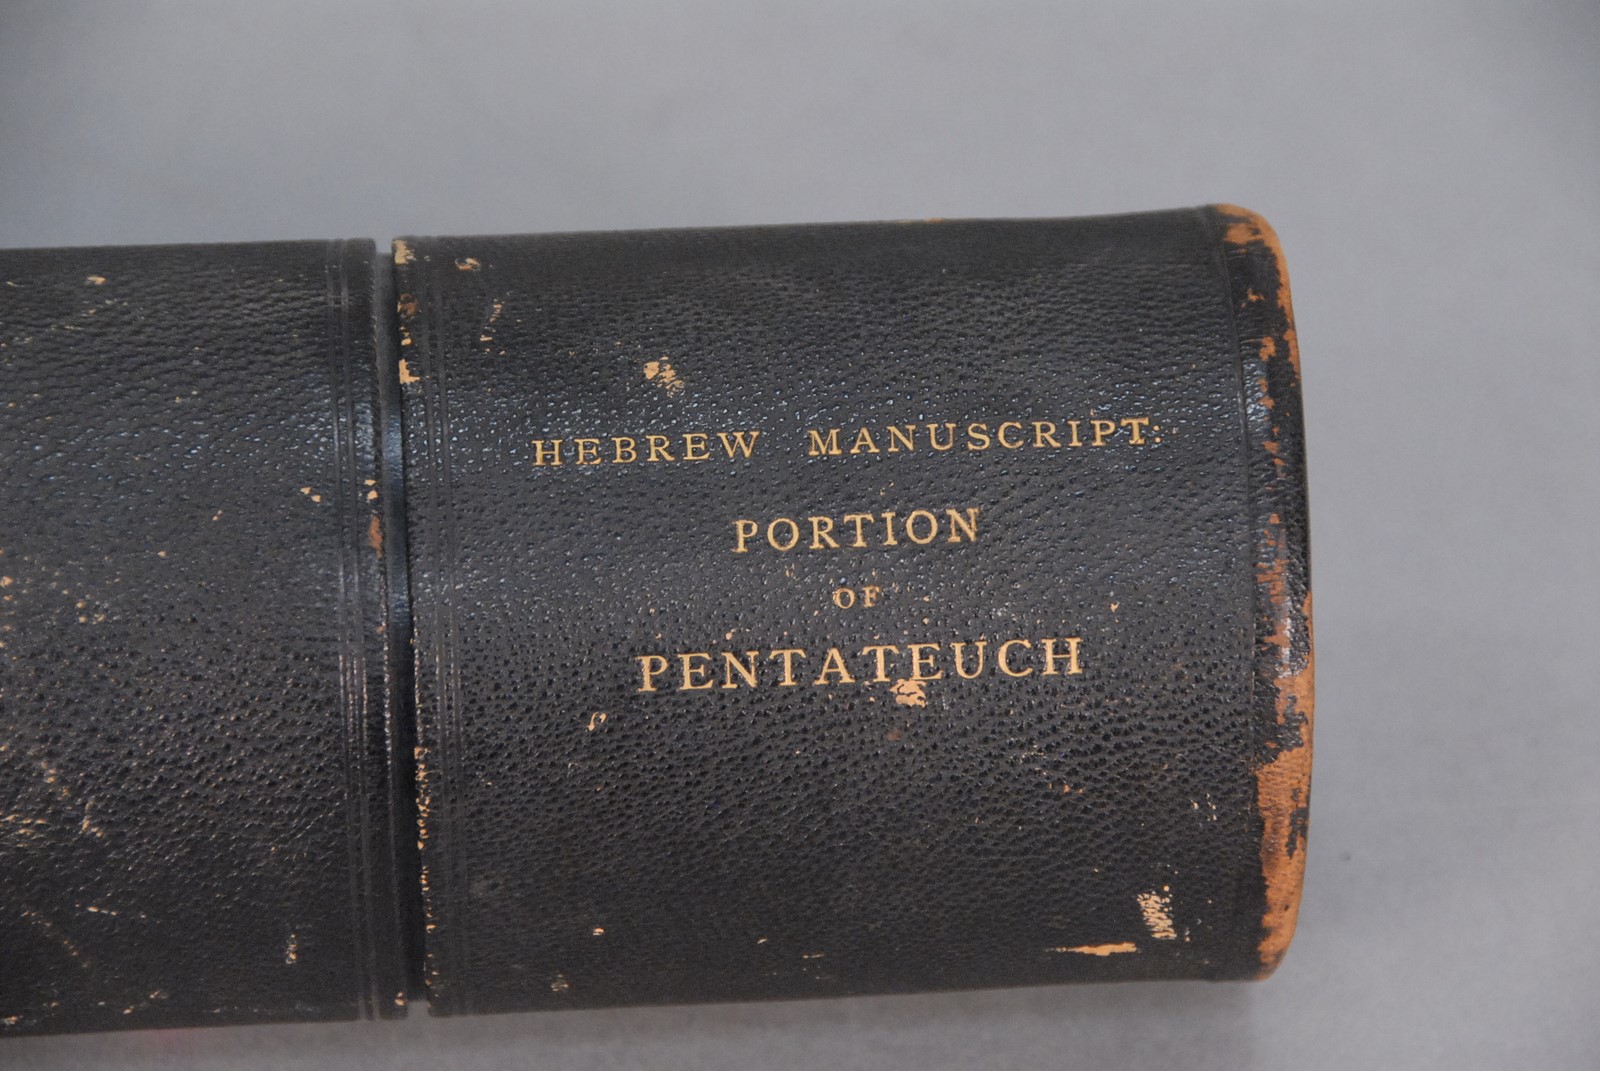 HEBREW MANUSCRIPT:
PORTION
OF
PENTATEUCH